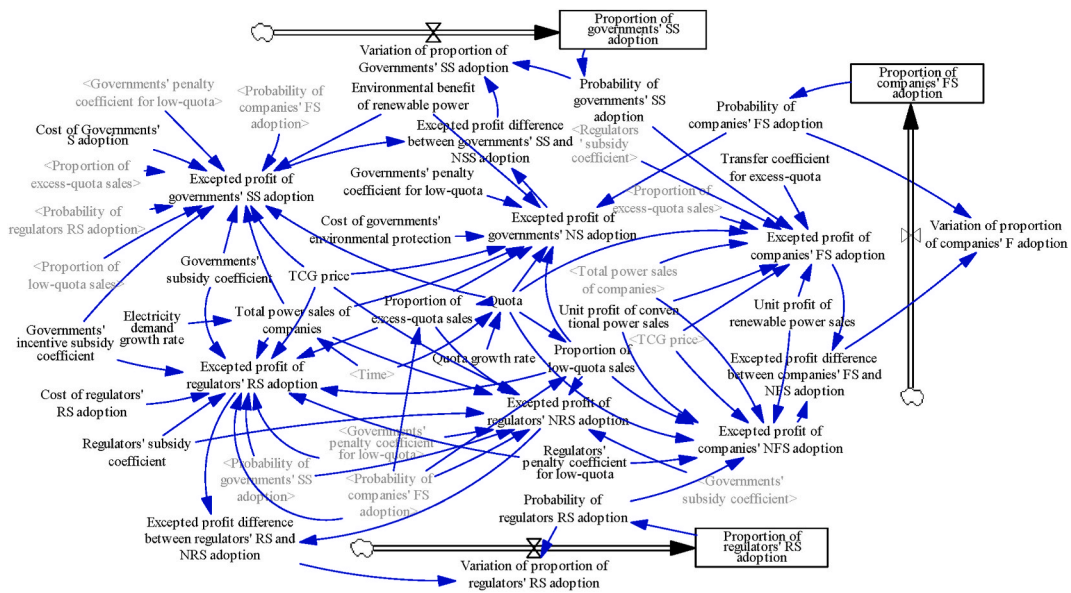 Proportion of
governments' SS
adoption
Variation of proportion of
Governments' SS adoption
Probability of
governments' SS
adoption
Proportion of
companies' FS
adoption
Probability of
companies' FS adoption
<Governments' penalty
coefficient for low-quota>
<Probability of
companies' FS
adoption>
Environmental benefit
of renewable power
Cost of Governments'
S adoption
Excepted profit difference
between governments' SS and
NSS adoption
<Regulators
' subsidy
coefficient>
Transfer coefficient
for excess-quota
<Proportion of
excess-quota sales>
Excepted profit of
governments' SS adoption
Governments' penalty
coefficient for low-quota
<Proportion of
excess-quota sales>
<Probability of
regulators RS adoption>
Cost of governments'
environmental protection
Excepted profit of
governments' NS adoption
Excepted profit of
companies' FS adoption
Variation of proportion
of companies' F adoption
<Proportion of
low-quota sales>
Governments'
subsidy coefficient
TCG price
<Total power sales
of companies>
Electricity
demand
growth rate
Total power sales of
companies
Proportion of
excess-quota sales
Quota
Unit profit of conven
tional power sales
Unit profit of
renewable power sales
<TCG price>
Governments'
incentive subsidy
coefficient
Excepted profit of
regulators' RS adoption
<Time>
Quota growth rate
Proportion of
low-quota sales
Excepted profit difference
between companies' FS and
NFS adoption
Cost of regulators'
RS adoption
Excepted profit of
regulators' NRS adoption
Excepted profit of
companies' NFS adoption
Regulators' subsidy
coefficient
<Governments'
penalty coefficient
for low-quota>
Regulators'
penalty coefficient
for low-quota
<Probability of
governments' SS
adoption>
<Probability of
companies' FS
adoption>
<Governments'
subsidy coefficient>
Excepted profit difference
between regulators' RS and
NRS adoption
Probability of
regulators RS adoption
Proportion of
regulators' RS
adoption
Variation of proportion of
regulators' RS adoption